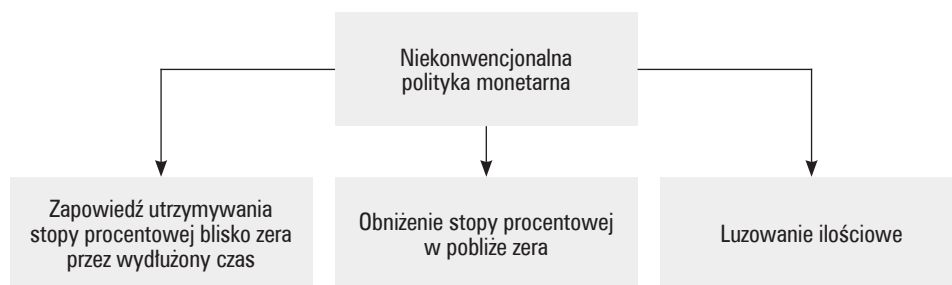 Niekonwencjonalna
polityka monetarna
Zapowiedź utrzymywania
stopy procentowej blisko zera
przez wydłużony czas
Obniżenie stopy procentowej
w pobliże zera
Luzowanie ilościowe